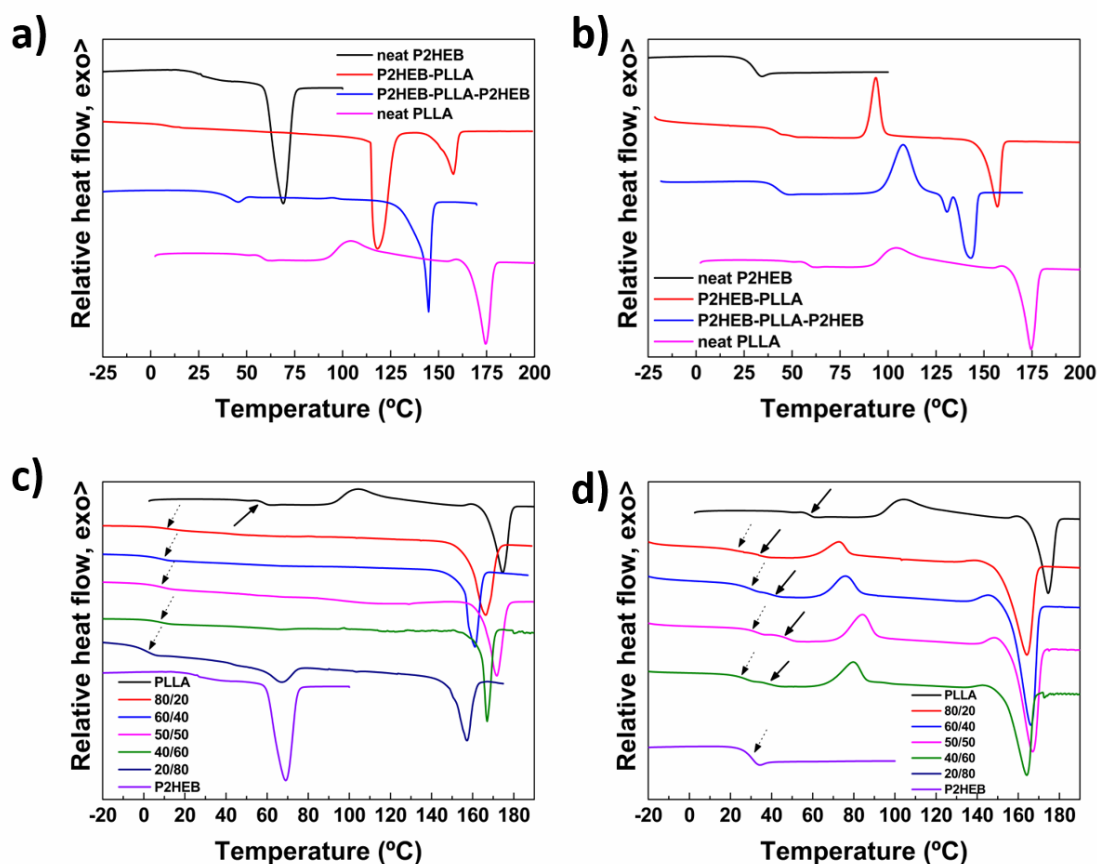 a)
Relative heat flow, exo>
neat P2HEB
P2HEB-PLLA
P2HEB-PLLA-P2HEB
neat PLLA
-25 0 25 50 75 100 125 150 175 200
Temperature (ºC)
b)
Relative heat flow, exo>
neat P2HEB
P2HEB-PLLA
P2HEB-PLLA-P2HEB
neat PLLA
-25 0 25 50 75 100 125 150 175 200
Temperature (ºC)
c)
Relative heat flow, exo>
PLLA
80/20
60/40
50/50
40/60
20/80
P2HEB
-20 0 20 40 60 80 100 120 140 160 180
Temperature (ºC)
d)
Relative heat flow, exo>
PLLA
80/20
60/40
50/50
40/60
20/80
P2HEB
-20 0 20 40 60 80 100 120 140 160 180
Temperature (ºC)